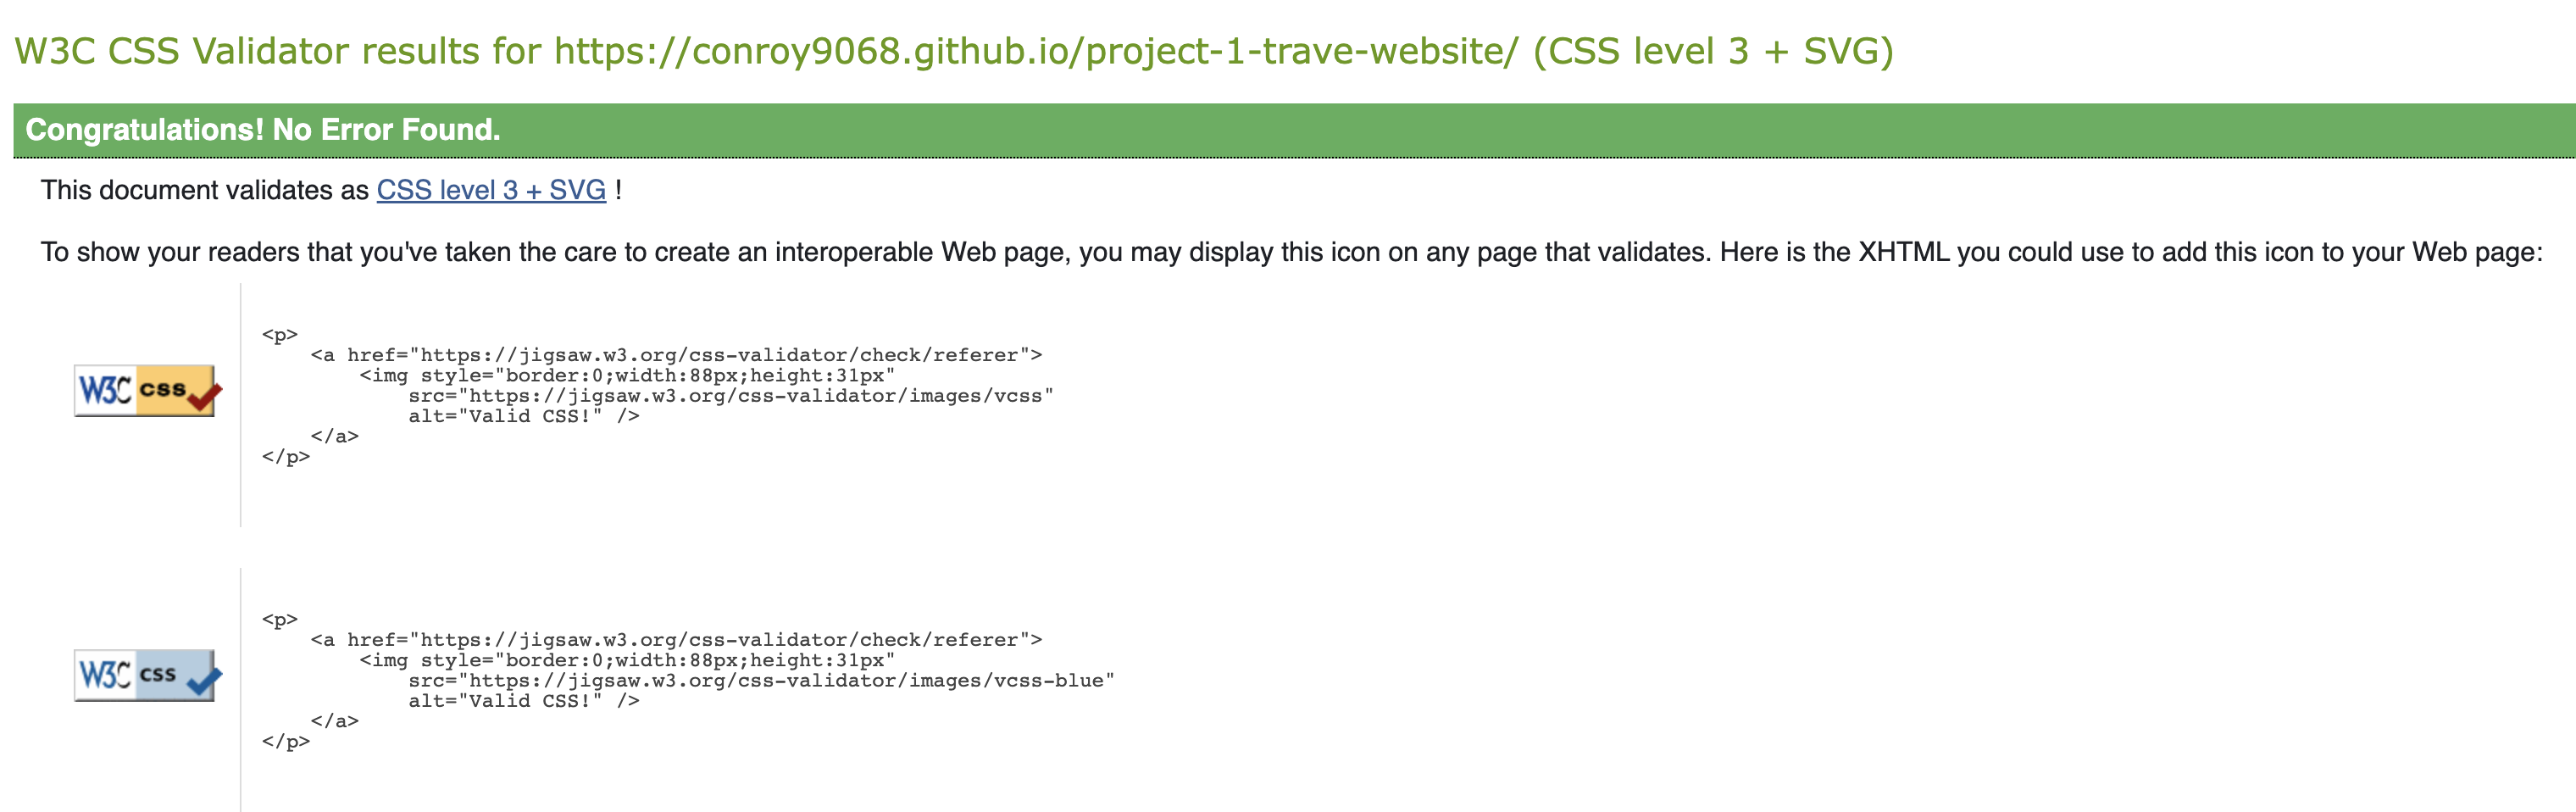 W3C CSS Validator results for https://conroy9068.github.io/project-1-trave-website/ (CSS level 3 + SVG)
Congratulations! No Error Found.
This document validates as CSS level 3 + SVG !
To show your readers that you've taken the care to create an interoperable Web page, you may display this icon on any page that validates. Here is the XHTML you could use to add this icon to your Web page:
<p>
<a href="https://jigsaw.w3.org/css-validator/check/referer">
<img style="border:0;width:88px;height:31px"
W3C css
src="https://jigsaw.w3.org/css-validator/images/vcss"
alt="Valid CSS!" />
</a>
</p>
<p>
<a href="https://jigsaw.w3.org/css-validator/check/referer">
<img style="border:0;width:88px;height:31px"
W3C css
src="https://jigsaw.w3.org/css-validator/images/vcss-blue"
alt="Valid CSS!" />
</a>
</p>